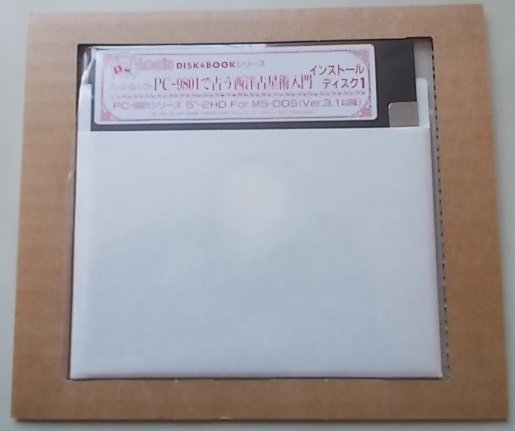 DISK&BOOKシリーズ
PC-9801で占う西洋占星術入門
インストール
ディスク1
PC-9801シリーズ 5"-2HD For MS-DOS(Ver.3.1以降)